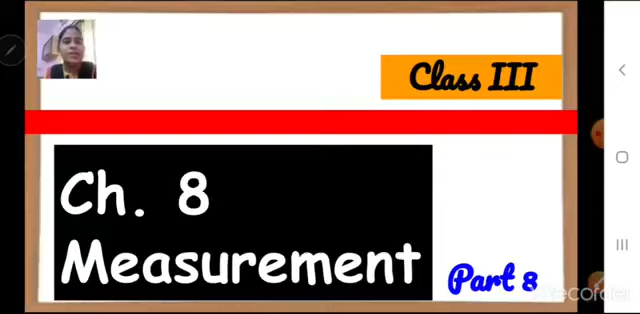 Class III
Ch. 8
Measurement
Part 8